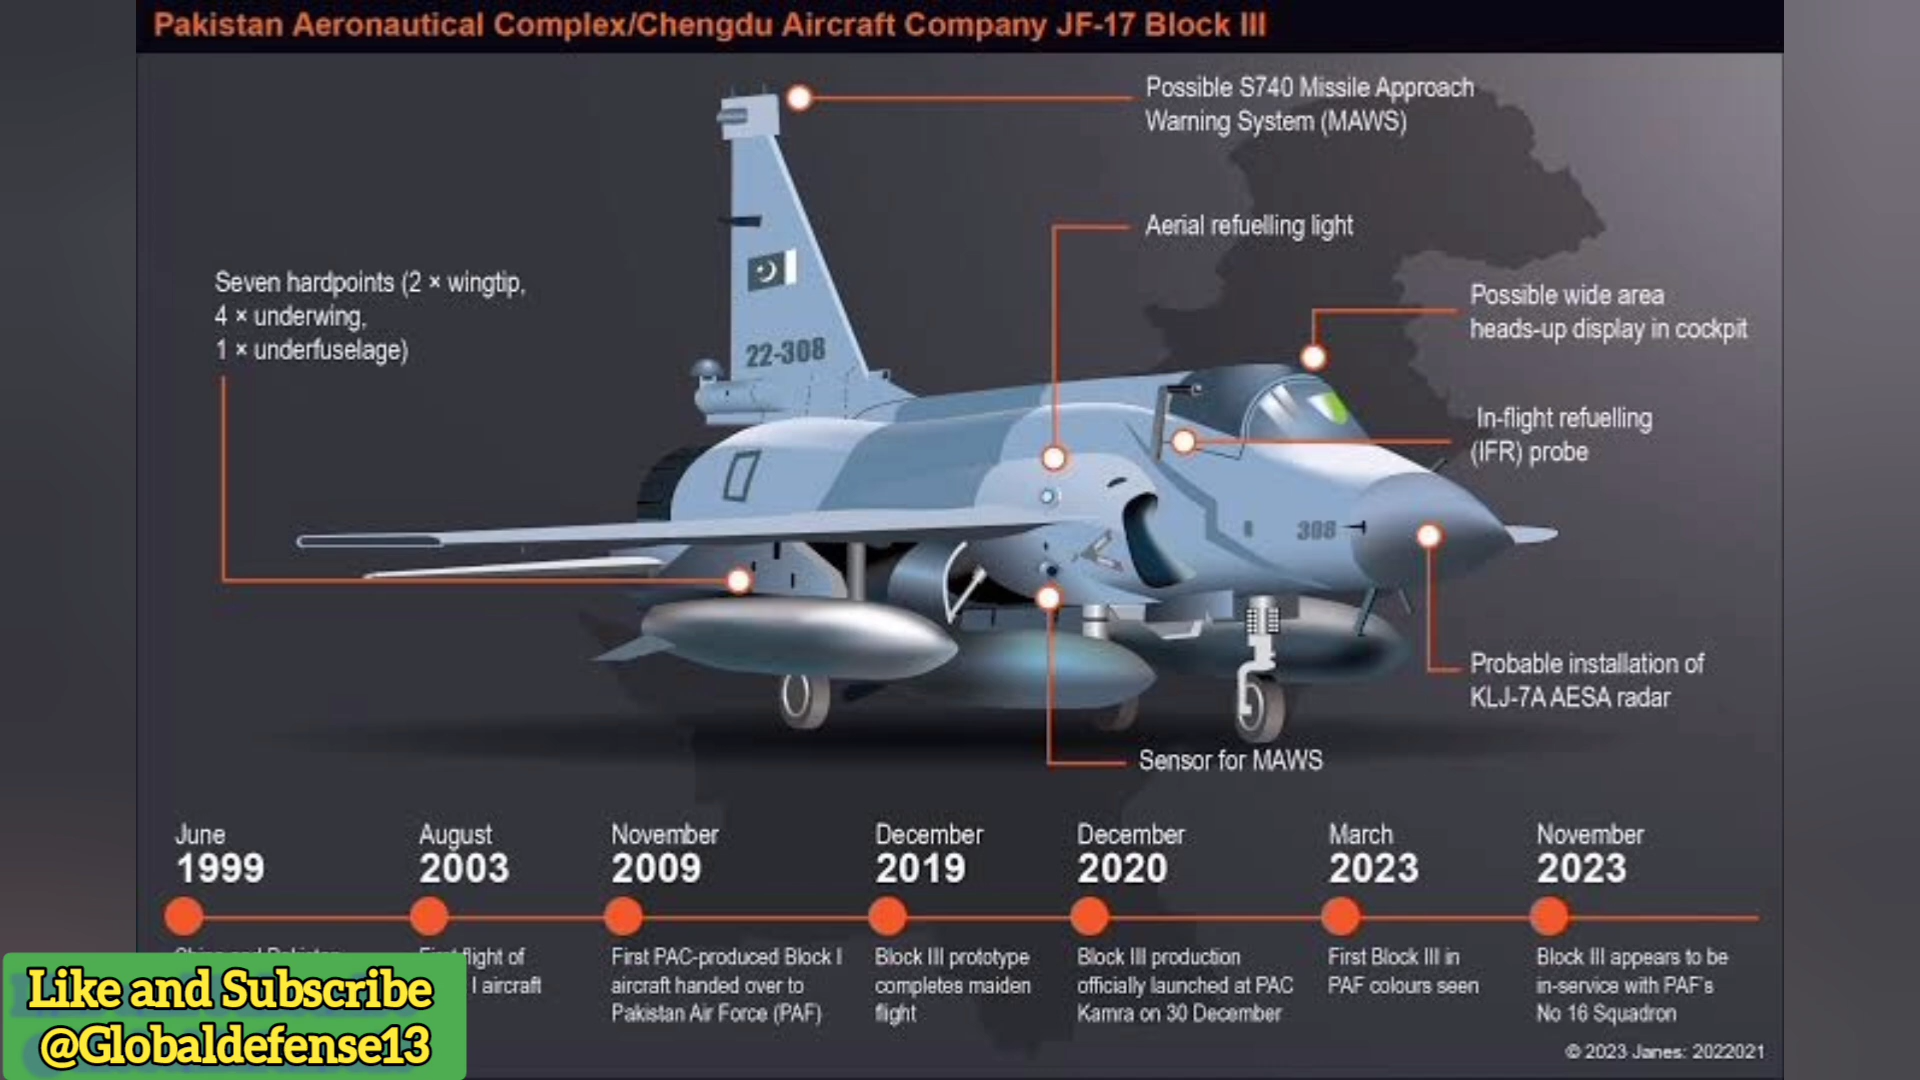 Pakistan Aeronautical Complex/Chengdu Aircraft Company JF-17 Block III
Possible S740 Missile Approach
Warning System (MAWS)
Aerial refuelling light
Seven hardpoints (2 × wingtip,
4 × underwing,
1 × underfuselage)
Possible wide area
heads-up display in cockpit
In-flight refuelling
(IFR) probe
22-308
308
Probable installation of
KLJ-7A AESA radar
Sensor for MAWS
June
1999
August
2003
First flight of
I aircraft
November
2009
First PAC-produced Block I
aircraft handed over to
Pakistan Air Force (PAF)
December
2019
Block III prototype
completes maiden
flight
December
2020
Block III production
officially launched at PAC
Kamra on 30 December
March
2023
First Block III in
PAF colours seen
November
2023
Block III appears to be
in-service with PAF's
No 16 Squadron
© 2023 Janes: 2022021
Like and Subscribe
@Globaldefense13